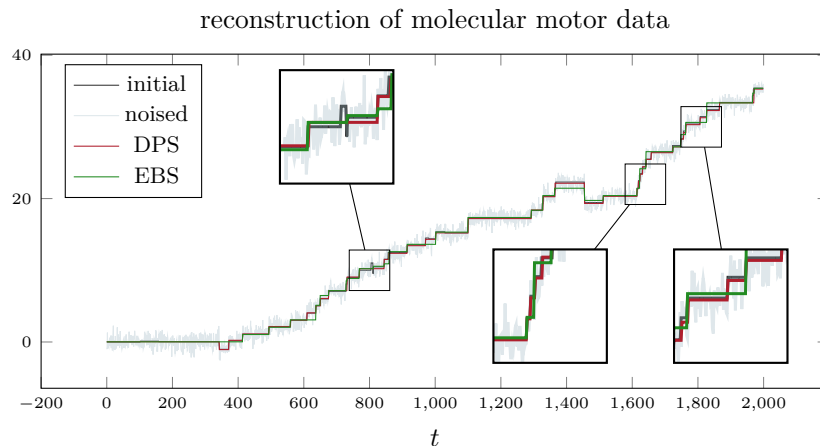 reconstruction of molecular motor data
40
20
0
initial
noised
DPS
EBS
−200 0 200 400 600 800 1,000 1,200 1,400 1,600 1,800 2,000
t